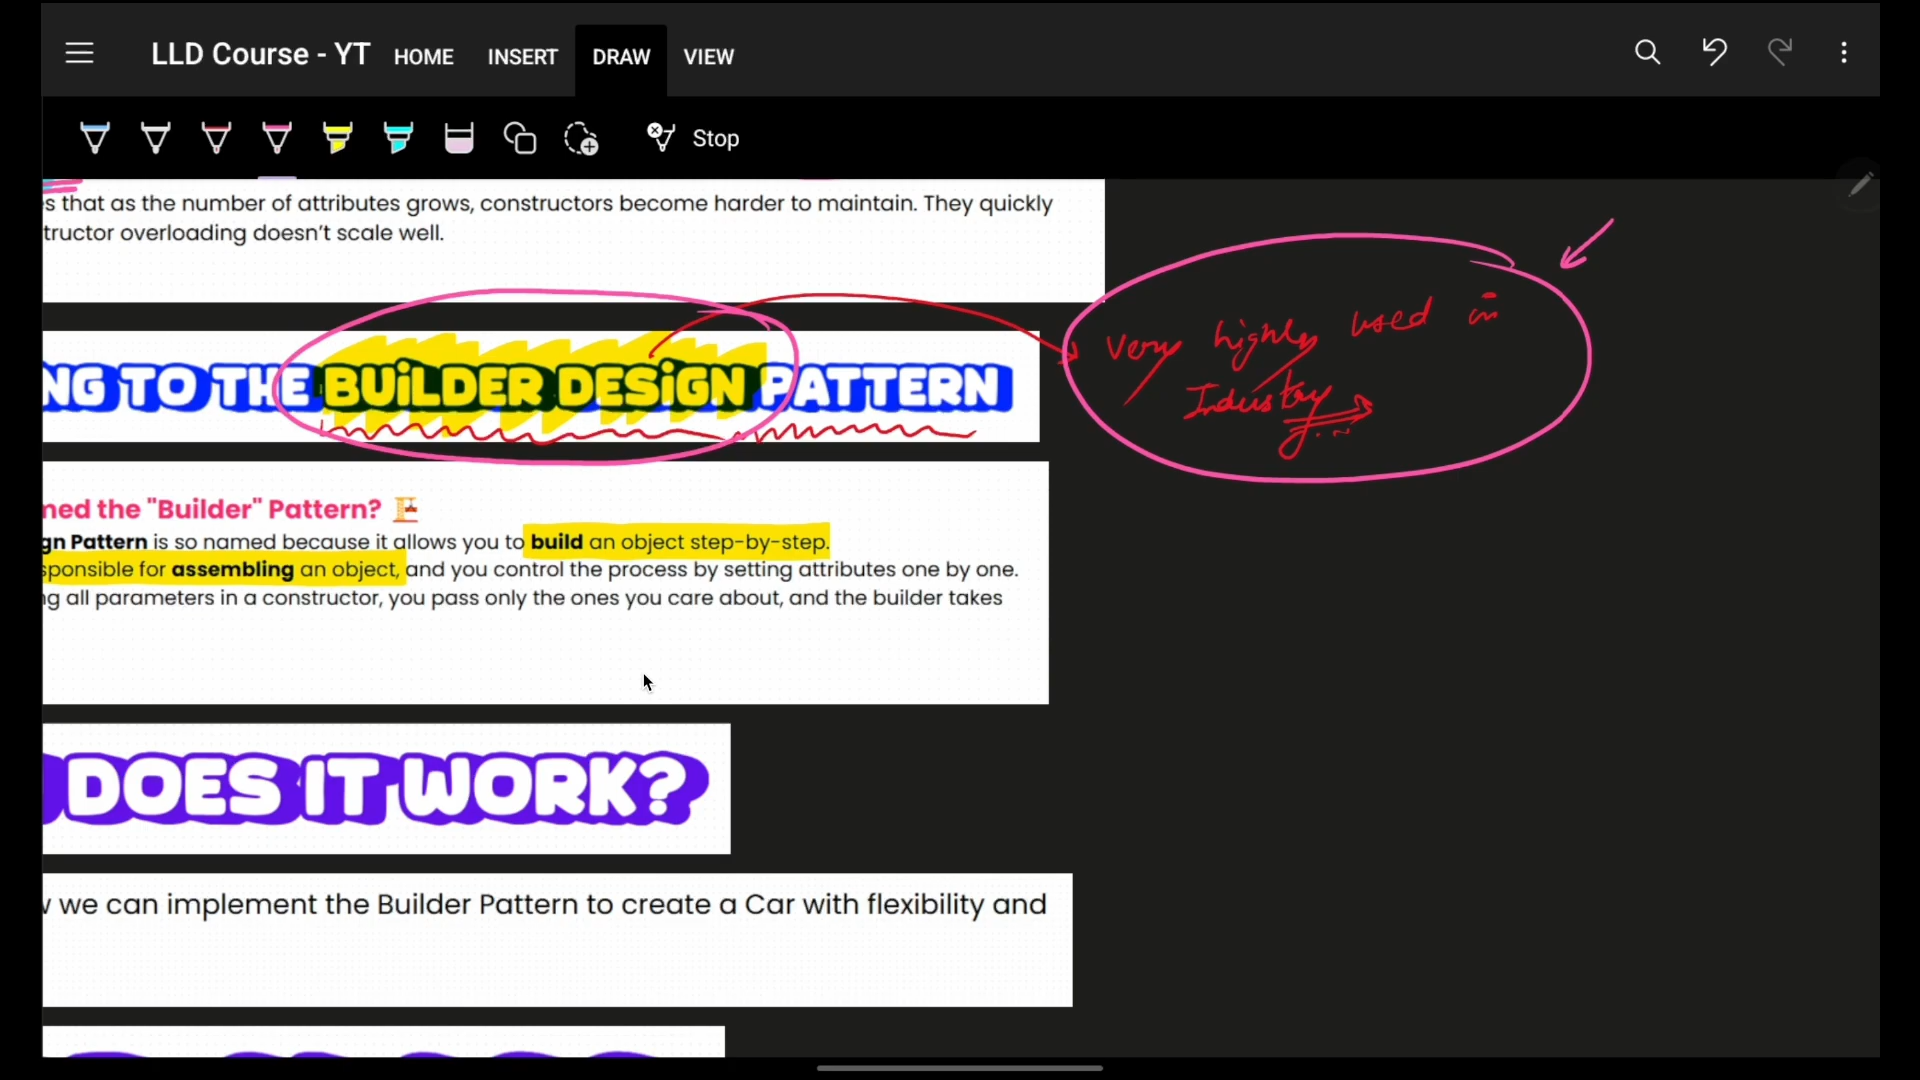 LLD Course - YT HOME INSERT DRAW VIEW
Stop
s that as the number of attributes grows, constructors become harder to maintain. They quickly
tructor overloading doesn't scale well.
NG TO THE BUILDER DESIGN PATTERN
Very highly used in
Industry
med the "Builder" Pattern?
gn Pattern is so named because it allows you to build an object step-by-step.
sponsible for assembling an object, and you control the process by setting attributes one by one.
ng all parameters in a constructor, you pass only the ones you care about, and the builder takes
DOES IT WORK?
w we can implement the Builder Pattern to create a Car with flexibility and